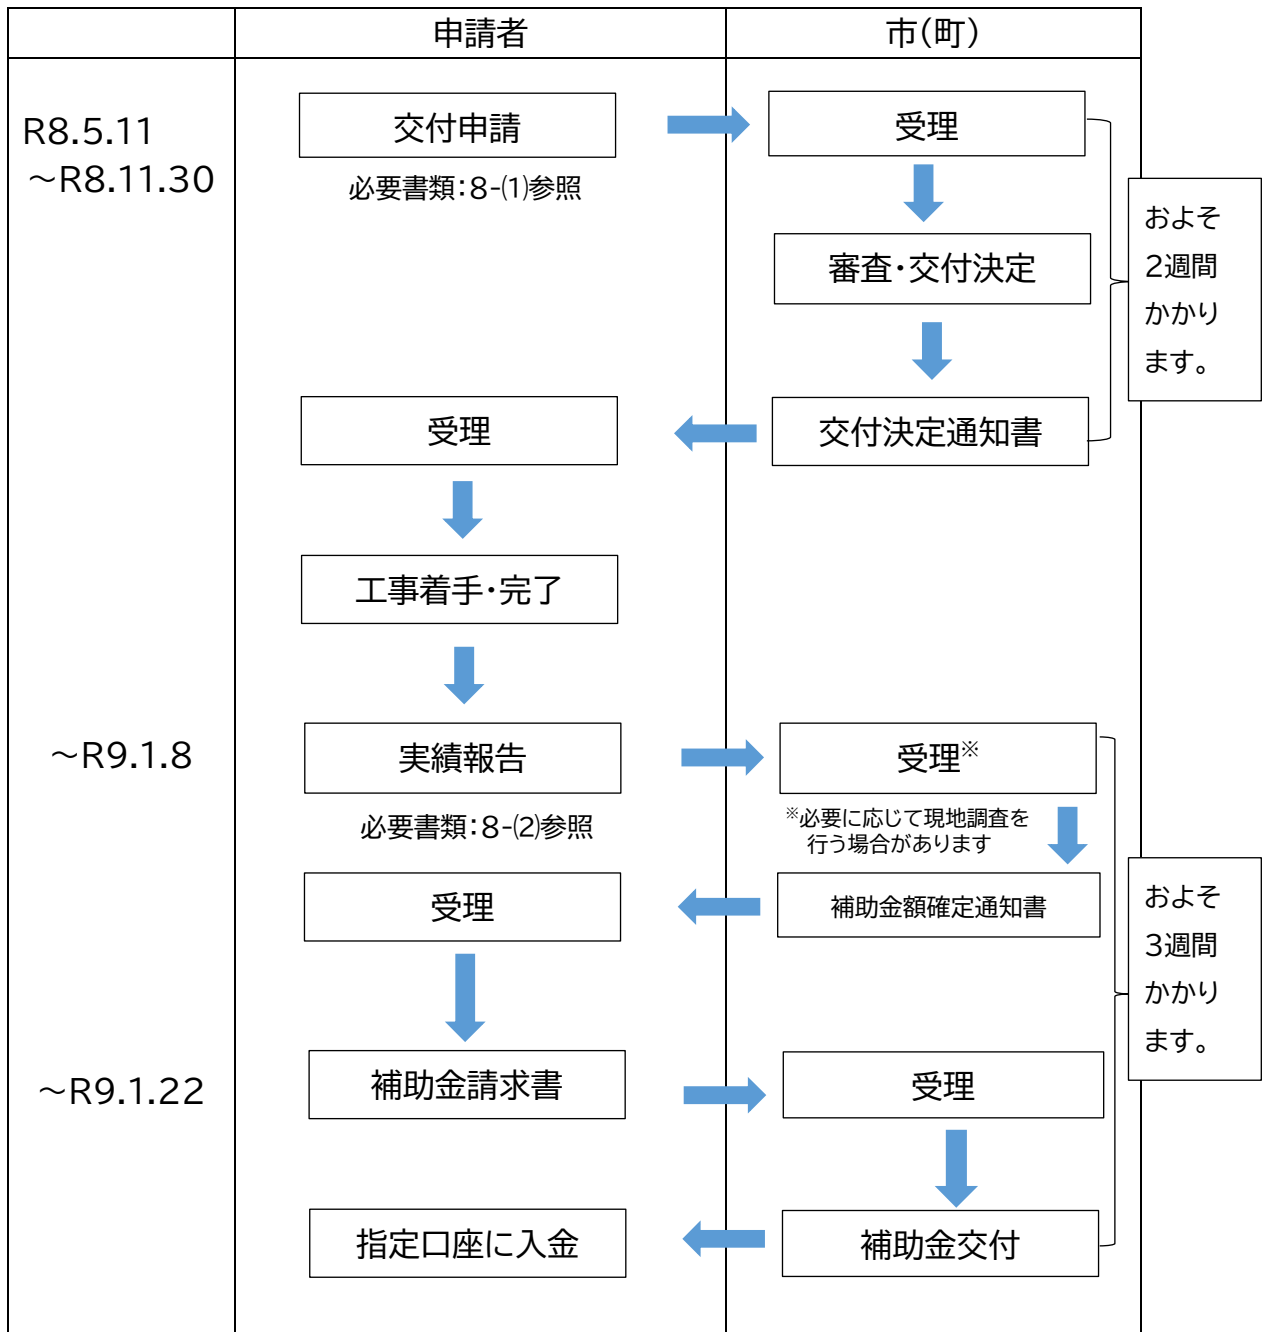 申請者
市(町)
R8.5.11
～R8.11.30
交付申請
必要書類:8-⑴参照
受理
審査・交付決定
交付決定通知書
およそ
2週間
かかり
ます。
受理
工事着手・完了
～R9.1.8
実績報告
必要書類:8-⑵参照
受理※
※必要に応じて現地調査を
行う場合があります
補助金額確定通知書
受理
およそ
3週間
かかり
ます。
～R9.1.22
補助金請求書
受理
補助金交付
指定口座に入金